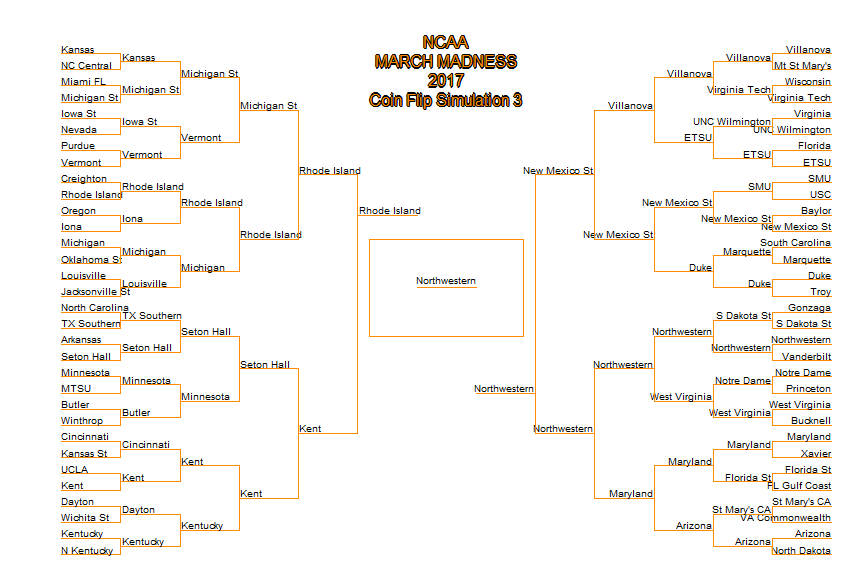 NCAA
MARCH MADNESS
2017
Coin Flip Simulation 3
Kansas
NC Central
Miami FL
Michigan St
Iowa St
Nevada
Purdue
Vermont
Creighton
Rhode Island
Oregon
Iona
Michigan
Oklahoma St
Louisville
Jacksonville St
North Carolina
TX Southern
Arkansas
Seton Hall
Minnesota
MTSU
Butler
Winthrop
Cincinnati
Kansas St
UCLA
Kent
Dayton
Wichita St
Kentucky
N Kentucky
Kansas
Michigan St
Iowa St
Vermont
Rhode Island
Iona
Michigan
Louisville
TX Southern
Seton Hall
Minnesota
Butler
Cincinnati
Kent
Dayton
Kentucky
Michigan St
Vermont
Rhode Island
Michigan
Seton Hall
Minnesota
Kent
Kentucky
Michigan St
Rhode Island
Seton Hall
Kent
Rhode Island
Kent
Rhode Island
Northwestern
Northwestern
New Mexico St
Northwestern
Villanova
New Mexico St
Northwestern
Maryland
Villanova
ETSU
New Mexico St
Duke
Northwestern
West Virginia
Maryland
Arizona
Villanova
Virginia Tech
UNC Wilmington
ETSU
SMU
New Mexico St
Marquette
Duke
S Dakota St
Northwestern
Notre Dame
West Virginia
Maryland
Florida St
St Mary's CA
Arizona
Villanova
Mt St Mary's
Wisconsin
Virginia Tech
Virginia
UNC Wilmington
Florida
ETSU
SMU
USC
Baylor
New Mexico St
South Carolina
Marquette
Duke
Troy
Gonzaga
S Dakota St
Northwestern
Vanderbilt
Notre Dame
Princeton
West Virginia
Bucknell
Maryland
Xavier
Florida St
FL Gulf Coast
St Mary's CA
VA Commonwealth
Arizona
North Dakota